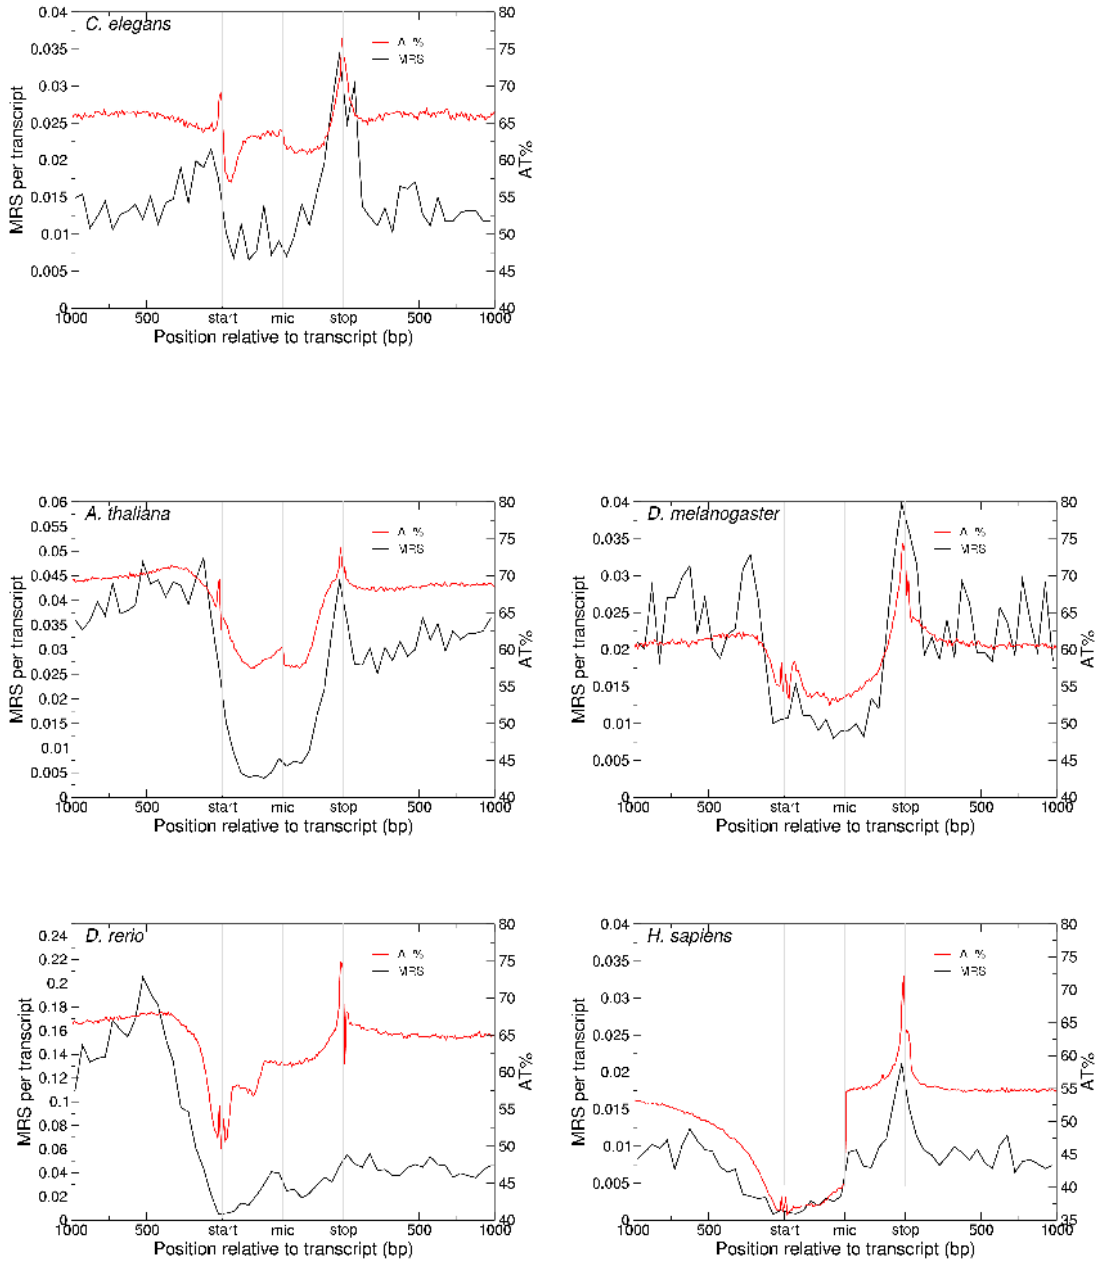 C. elegans
0.04
0.035
0.03
0.025
0.02
0.015
0.01
0.005
0
80
75
70
65
60
55
50
45
40
A %
MRS
MRS per transcript
AT%
1000 500 start mic stop 500 1000
Position relative to transcript (bp)
A. thaliana
0.06
0.055
0.05
0.045
0.04
0.035
0.03
0.025
0.02
0.015
0.01
0.005
0
80
75
70
65
60
55
50
45
40
A %
MRS
MRS per transcript
AT%
1000 500 start mic stop 500 1000
Position relative to transcript (bp)
D. melanogaster
0.04
0.03
0.025
0.02
0.015
0.01
0.005
0
80
75
70
65
60
55
50
45
40
A %
MRS
MRS per transcript
AT%
1000 500 start mic stop 500 1000
Position relative to transcript (bp)
D. rerio
0.24
0.22
0.2
0.18
0.16
0.14
0.12
0.1
0.08
0.06
0.04
0.02
0
80
75
70
65
60
55
50
45
40
A %
MRS
MRS per transcript
AT%
1000 500 start mic stop 500 1000
Position relative to transcript (bp)
H. sapiens
0.04
0.035
0.03
0.025
0.02
0.015
0.01
0.005
0
80
75
70
65
60
55
50
45
40
35
A %
MRS
MRS per transcript
AT%
1000 500 start mic stop 500 1000
Position relative to transcript (bp)